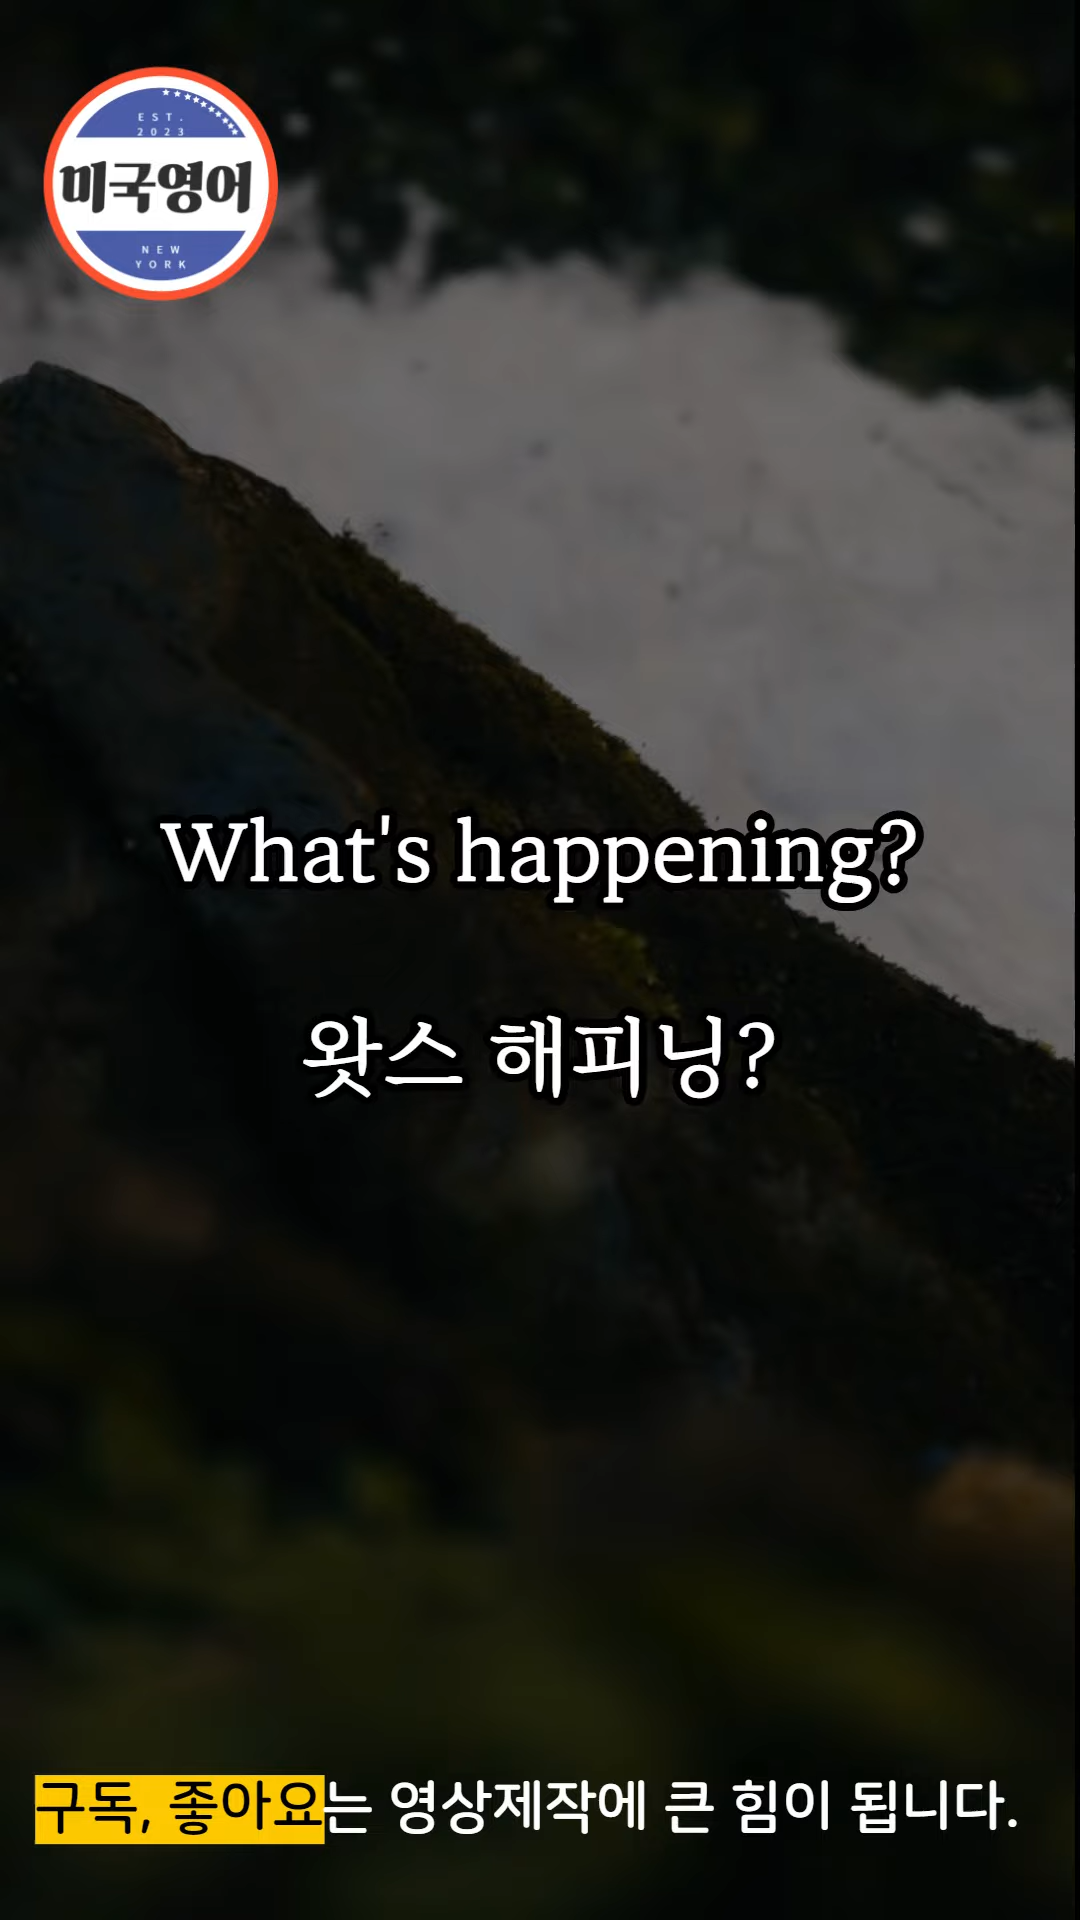 EST.
2023
미국영어
NEW
YORK
What's happening?
왓스 해피닝?
구독, 좋아요는 영상제작에 큰 힘이 됩니다.